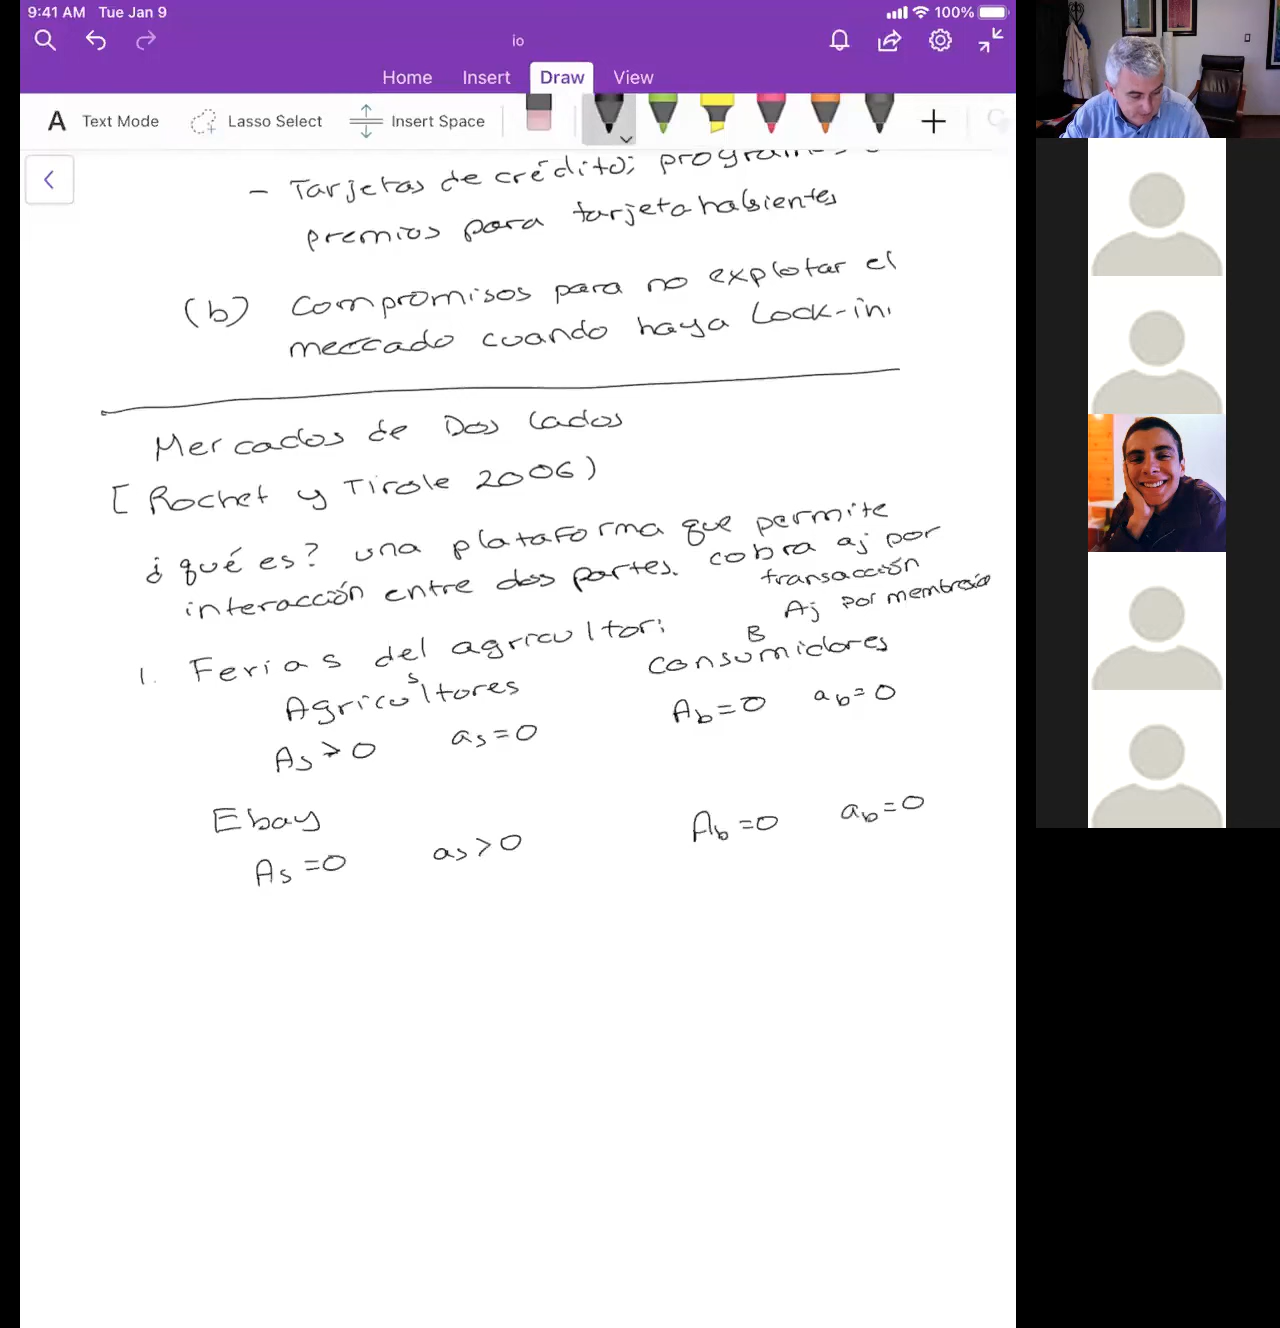 9:41 AM Tue Jan 9
100%
io
Home Insert Draw View
A Text Mode Lasso Select Insert Space
- Tarjetas de crédito;
premios para tarjetahabientes
(b) Compromisos para no explotar el
mercado cuando haya Lock-in.
Mercados de Dos Lados
[Rochet y Tirole 2006)
¿qué es? una plataforma que permite
interacción entre dos partes. cobra aj por
transacción
Aj por membresia
1. Ferias del agricultor:
S B
Agricultores Consumidores
As > 0 as = 0 Ab = 0 ab = 0
Ebay
As = 0 as > 0 Ab = 0 ab = 0